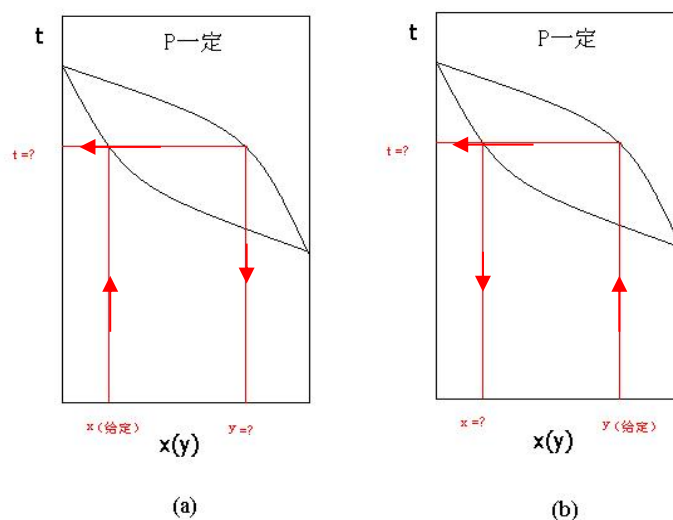 t
P一定
t =?
x (给定)
y =?
x(y)
(a)
t
P一定
t =?
x =?
y (给定)
x(y)
(b)